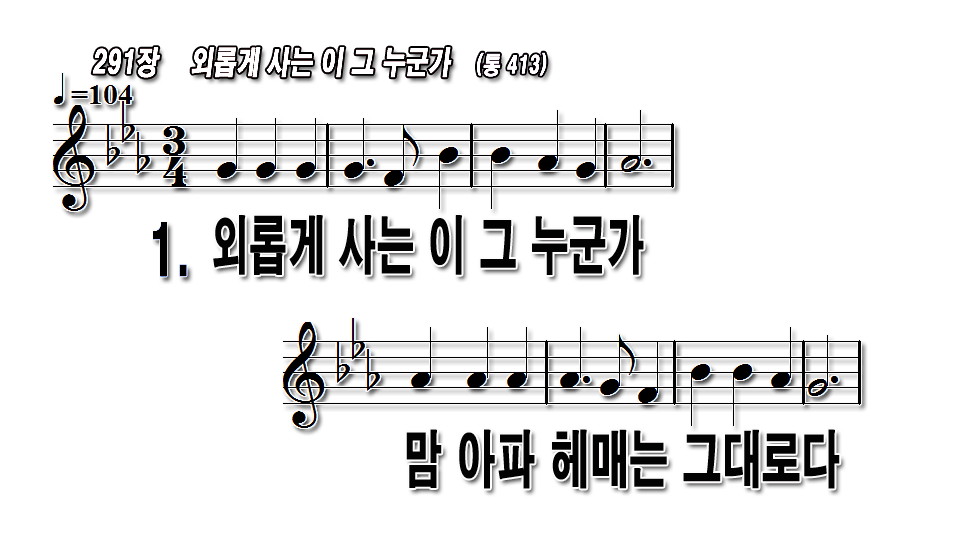 291장 외롭게 사는 이 그 누군가 (통 413)
♩=104
3/4
1. 외롭게 사는 이 그 누군가
맘 아파 헤매는 그대로다